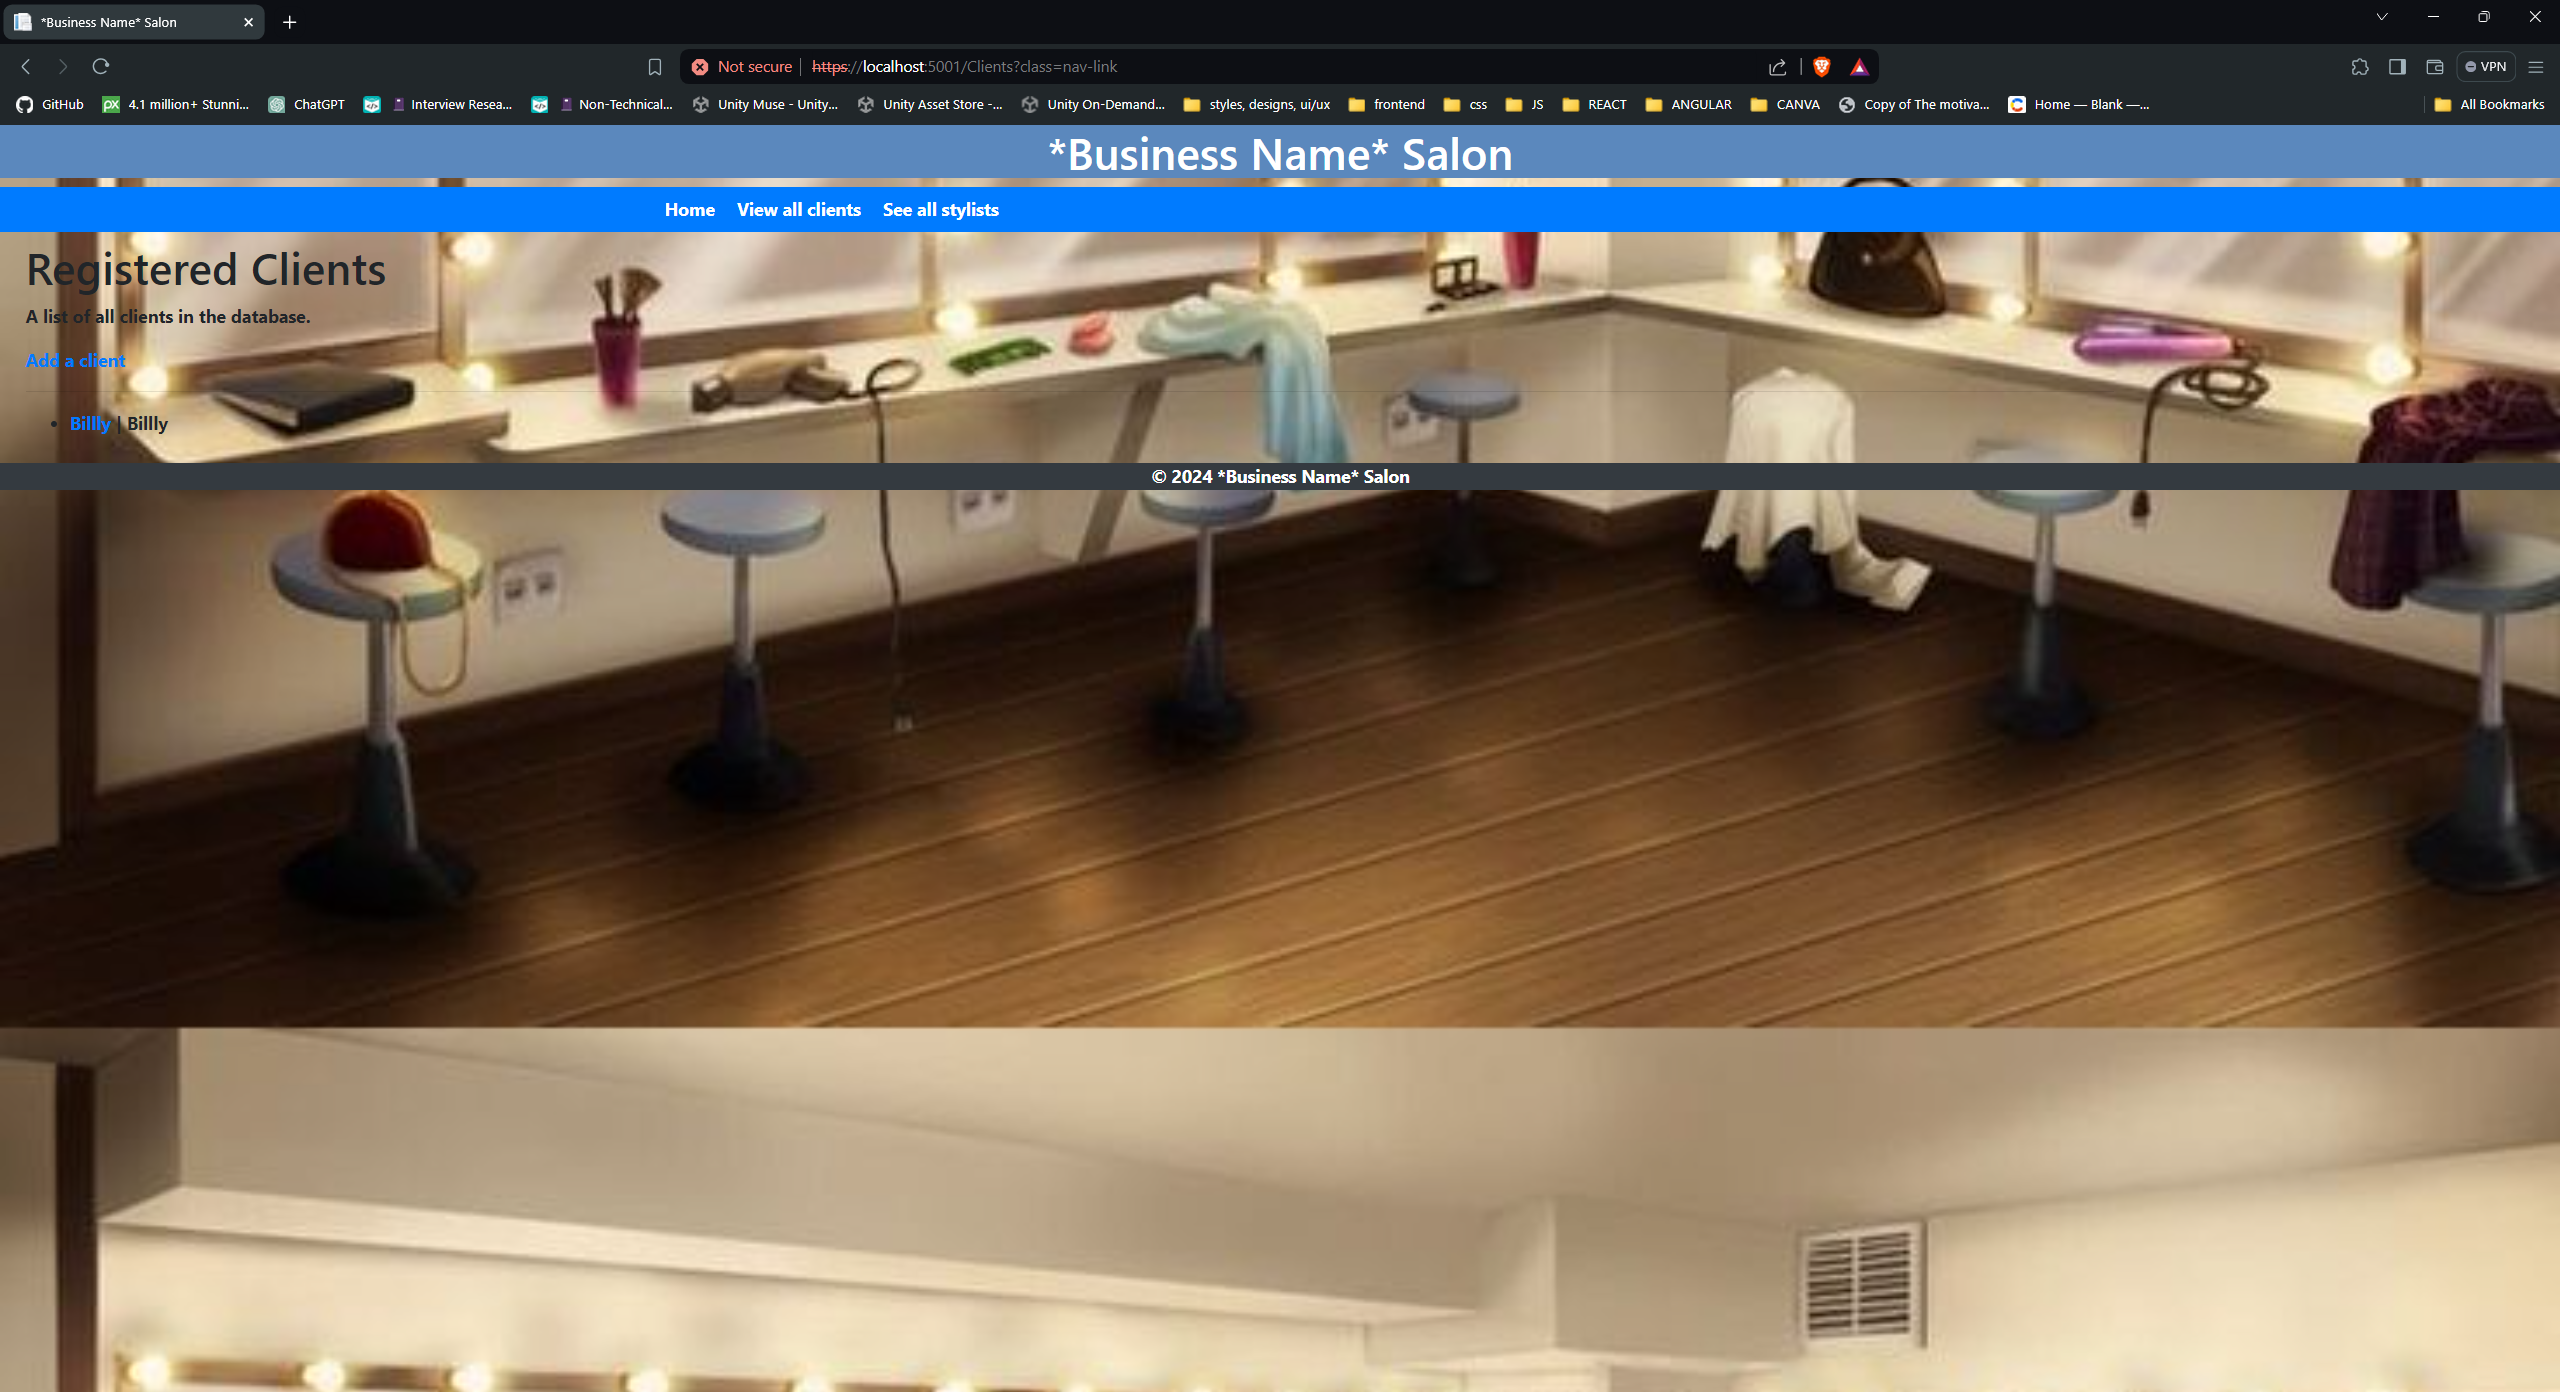 *Business Name* Salon
Not secure | https://localhost:5001/Clients?class=nav-link
VPN
GitHub 4.1 million+ Stunni... ChatGPT Interview Resea... Non-Technical... Unity Muse - Unity... Unity Asset Store -... Unity On-Demand... styles, designs, ui/ux frontend css JS REACT ANGULAR CANVA Copy of The motiva... Home — Blank —... All Bookmarks
*Business Name* Salon
Home View all clients See all stylists
Registered Clients
A list of all clients in the database.
Add a client
• Billly | Billly
© 2024 *Business Name* Salon